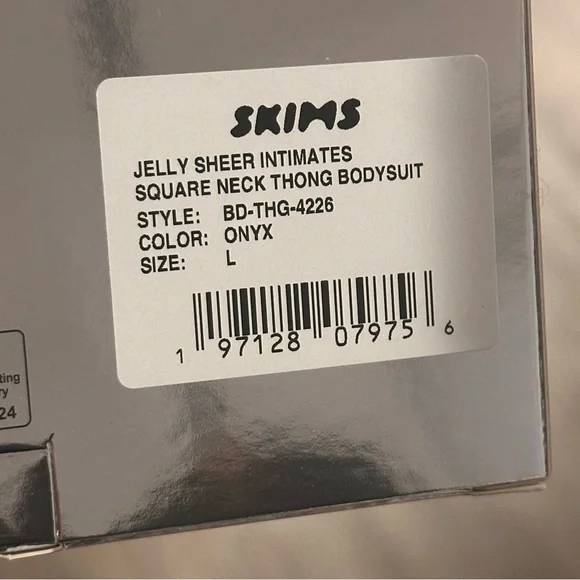 SKIMS
JELLY SHEER INTIMATES
SQUARE NECK THONG BODYSUIT
STYLE: BD-THG-4226
COLOR: ONYX
SIZE: L
1 97128 07975 6
24